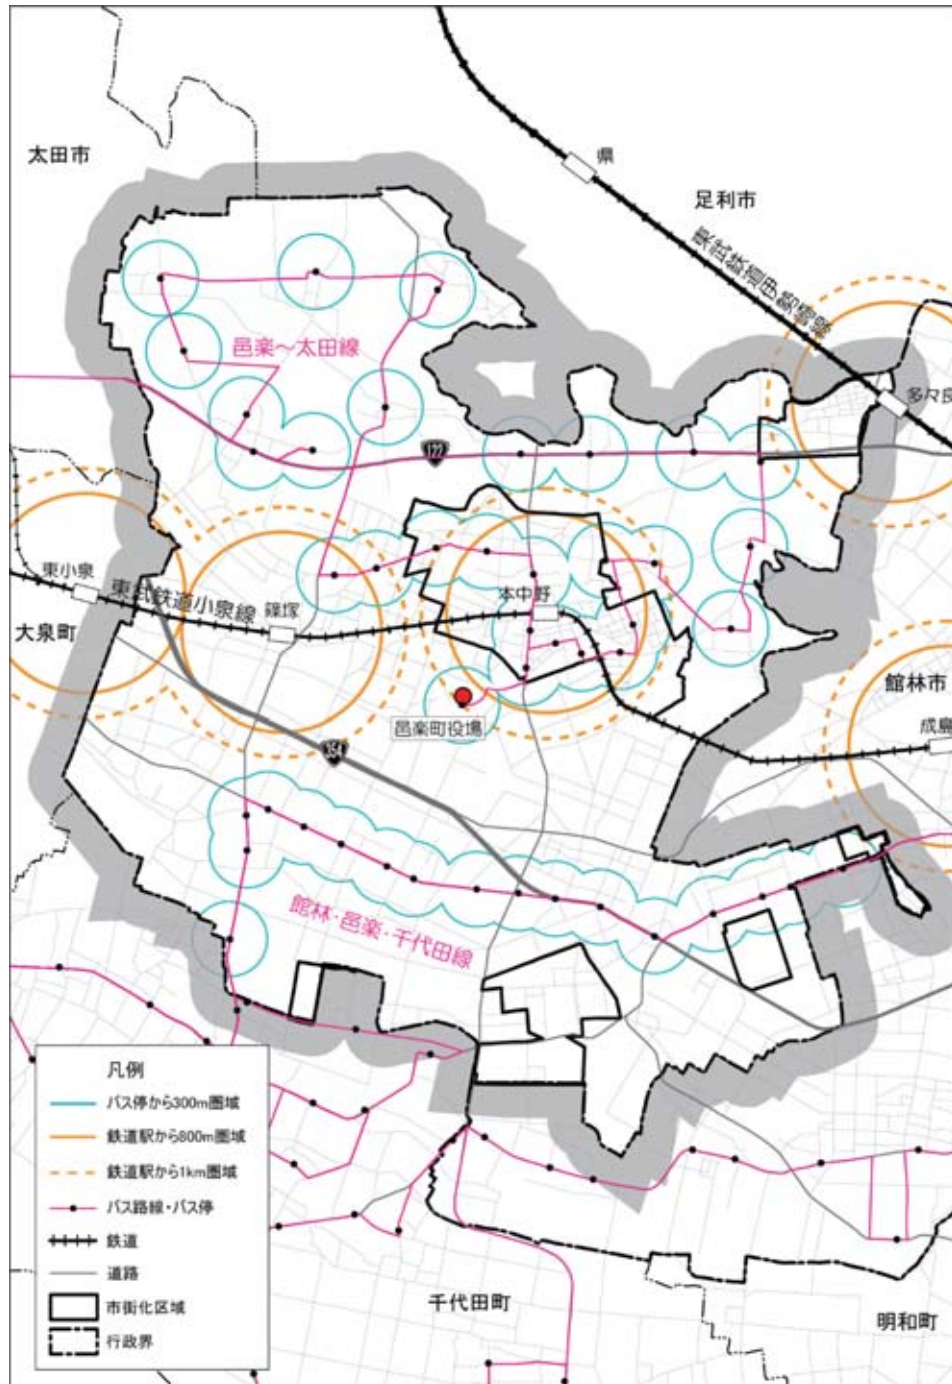 県
太田市
足利市
東武鉄道伊勢崎線
邑楽～太田線
多々良
122
東小泉
東武鉄道小泉線
篠塚
本中野
大泉町
館林市
邑楽町役場
成島
354
館林・邑楽・千代田線
凡例
バス停から300m圏域
鉄道駅から800m圏域
鉄道駅から1km圏域
バス路線・バス停
鉄道
道路
市街化区域
行政界
千代田町
明和町